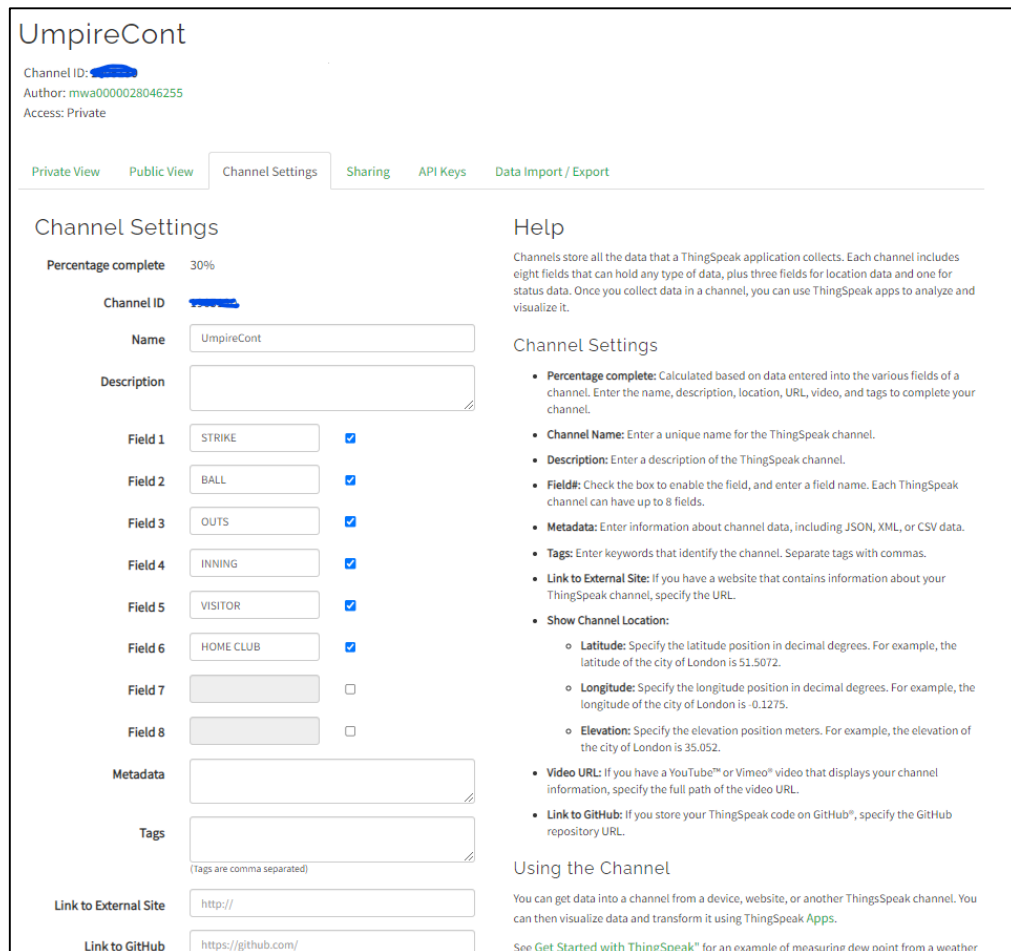 UmpireCont
Channel ID:
Author: mwa0000028046255
Access: Private
Private View Public View Channel Settings Sharing API Keys Data Import / Export
Channel Settings
Percentage complete 30%
Channel ID
Name UmpireCont
Description
Field 1 STRIKE
Field 2 BALL
Field 3 OUTS
Field 4 INNING
Field 5 VISITOR
Field 6 HOME CLUB
Field 7
Field 8
Metadata
Tags
(Tags are comma separated)
Link to External Site http://
Link to GitHub https://github.com/
Help
Channels store all the data that a ThingSpeak application collects. Each channel includes
eight fields that can hold any type of data, plus three fields for location data and one for
status data. Once you collect data in a channel, you can use ThingSpeak apps to analyze and
visualize it.
Channel Settings
• Percentage complete: Calculated based on data entered into the various fields of a
channel. Enter the name, description, location, URL, video, and tags to complete your
channel.
• Channel Name: Enter a unique name for the ThingSpeak channel.
• Description: Enter a description of the ThingSpeak channel.
• Field#: Check the box to enable the field, and enter a field name. Each ThingSpeak
channel can have up to 8 fields.
• Metadata: Enter information about channel data, including JSON, XML, or CSV data.
• Tags: Enter keywords that identify the channel. Separate tags with commas.
• Link to External Site: If you have a website that contains information about your
ThingSpeak channel, specify the URL.
• Show Channel Location:
Latitude: Specify the latitude position in decimal degrees. For example, the
latitude of the city of London is 51.5072.
Longitude: Specify the longitude position in decimal degrees. For example, the
longitude of the city of London is -0.1275.
Elevation: Specify the elevation position meters. For example, the elevation of
the city of London is 35.052.
• Video URL: If you have a YouTube™ or Vimeo® video that displays your channel
information, specify the full path of the video URL.
• Link to GitHub: If you store your ThingSpeak code on GitHub®, specify the GitHub
repository URL.
Using the Channel
You can get data into a channel from a device, website, or another ThingsSpeak channel. You
can then visualize data and transform it using ThingSpeak Apps.
See Get Started with ThingSpeak" for an example of measuring dew point from a weather